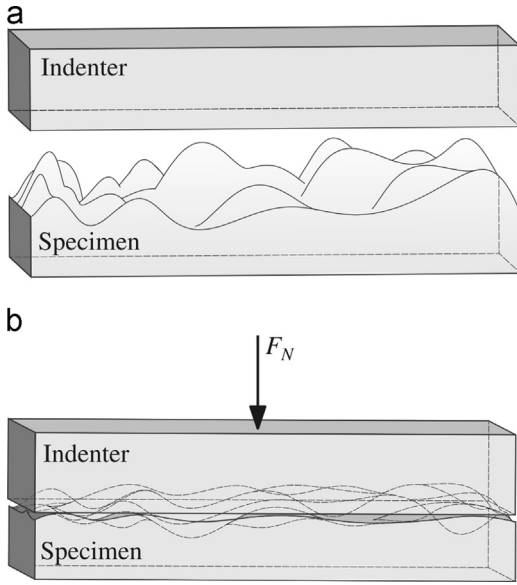 a
Indenter
Specimen
b
F_N
Indenter
Specimen